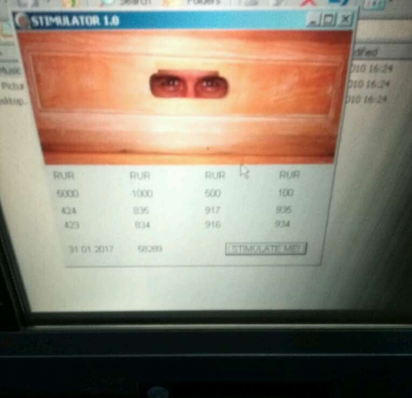 Search Folders
STIMULATOR 1.0
010 16:24
010 16:24
010 16:24
RUR RUR RUR RUR
5000 1000 500 100
424 835 917 935
423 834 916 934
31 01 2017 58289
STIMULATE ME!